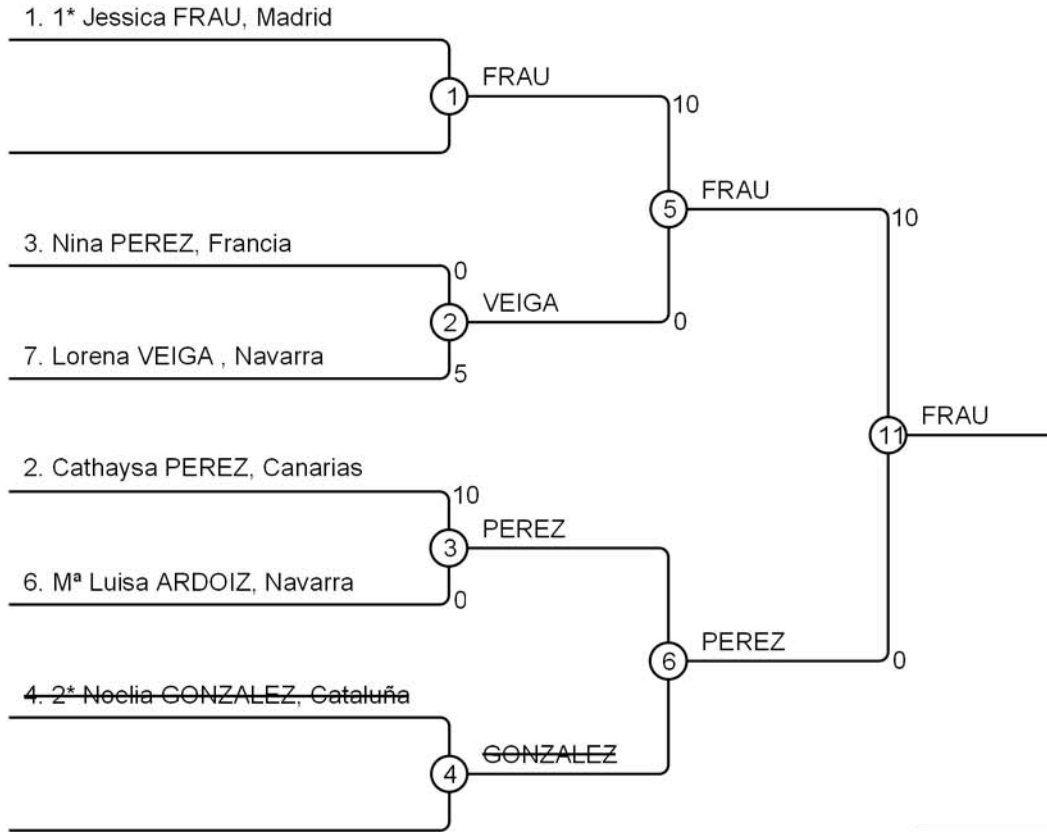 1. 1* Jessica FRAU, Madrid
1
FRAU
10
3. Nina PEREZ, Francia
0
2
VEIGA
0
7. Lorena VEIGA , Navarra
5
5
FRAU
10
2. Cathaysa PEREZ, Canarias
10
3
PEREZ
6. Mª Luisa ARDOIZ, Navarra
0
4. 2* Noelia GONZALEZ, Cataluña
4
GONZALEZ
6
PEREZ
0
11
FRAU